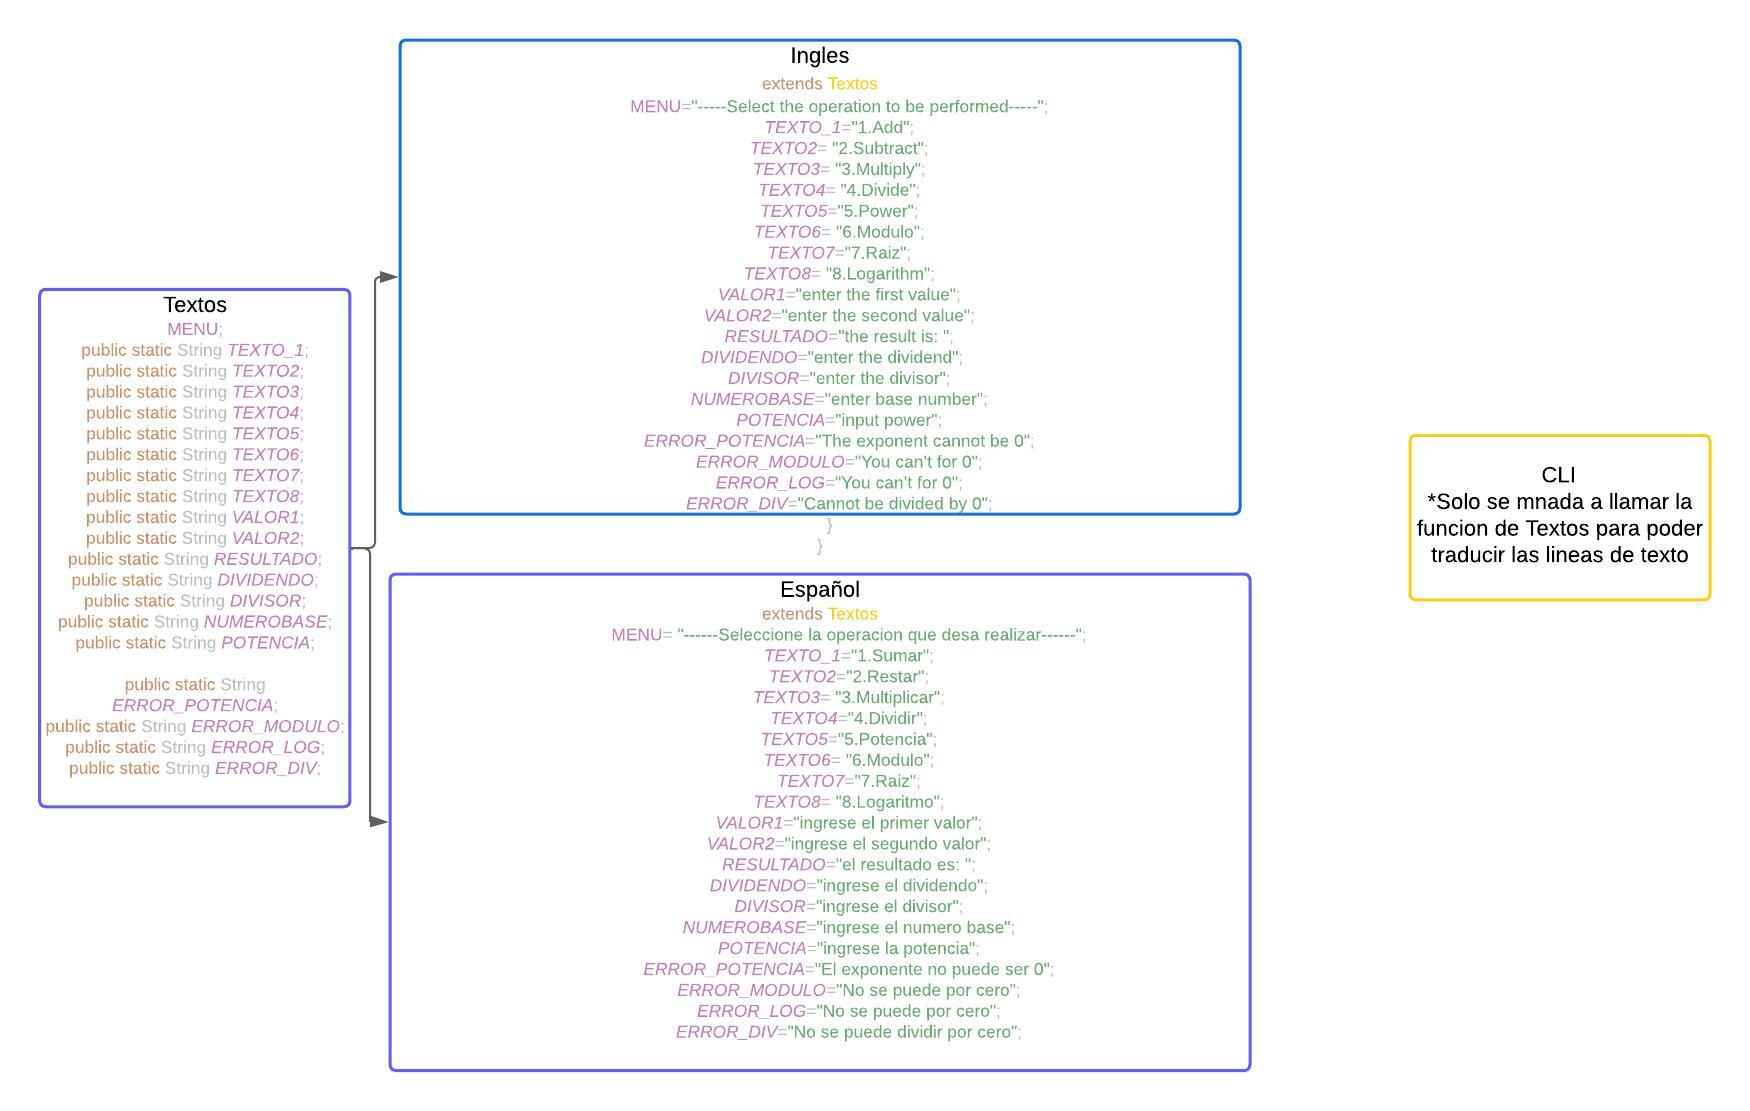 Textos
MENU;
public static String TEXTO_1;
public static String TEXTO2;
public static String TEXTO3;
public static String TEXTO4;
public static String TEXTO5;
public static String TEXTO6;
public static String TEXTO7;
public static String TEXTO8;
public static String VALOR1;
public static String VALOR2;
public static String RESULTADO;
public static String DIVIDENDO;
public static String DIVISOR;
public static String NUMEROBASE;
public static String POTENCIA;
public static String
ERROR_POTENCIA;
public static String ERROR_MODULO;
public static String ERROR_LOG;
public static String ERROR_DIV;
Ingles
extends Textos
MENU="-----Select the operation to be performed-----";
TEXTO_1="1.Add";
TEXTO2= "2.Subtract";
TEXTO3= "3.Multiply";
TEXTO4= "4.Divide";
TEXTO5="5.Power";
TEXTO6= "6.Modulo";
TEXTO7="7.Raiz";
TEXTO8= "8.Logarithm";
VALOR1="enter the first value";
VALOR2="enter the second value";
RESULTADO="the result is: ";
DIVIDENDO="enter the dividend";
DIVISOR="enter the divisor";
NUMEROBASE="enter base number";
POTENCIA="input power";
ERROR_POTENCIA="The exponent cannot be 0";
ERROR_MODULO="You can't for 0";
ERROR_LOG="You can't for 0";
ERROR_DIV="Cannot be divided by 0";
}
}
Español
extends Textos
MENU= "------Seleccione la operacion que desa realizar------";
TEXTO_1="1.Sumar";
TEXTO2="2.Restar";
TEXTO3= "3.Multiplicar";
TEXTO4="4.Dividir";
TEXTO5="5.Potencia";
TEXTO6= "6.Modulo";
TEXTO7="7.Raiz";
TEXTO8= "8.Logaritmo";
VALOR1="ingrese el primer valor";
VALOR2="ingrese el segundo valor";
RESULTADO="el resultado es: ";
DIVIDENDO="ingrese el dividendo";
DIVISOR="ingrese el divisor";
NUMEROBASE="ingrese el numero base";
POTENCIA="ingrese la potencia";
ERROR_POTENCIA="El exponente no puede ser 0";
ERROR_MODULO="No se puede por cero";
ERROR_LOG="No se puede por cero";
ERROR_DIV="No se puede dividir por cero";
CLI
*Solo se mnada a llamar la
funcion de Textos para poder
traducir las lineas de texto